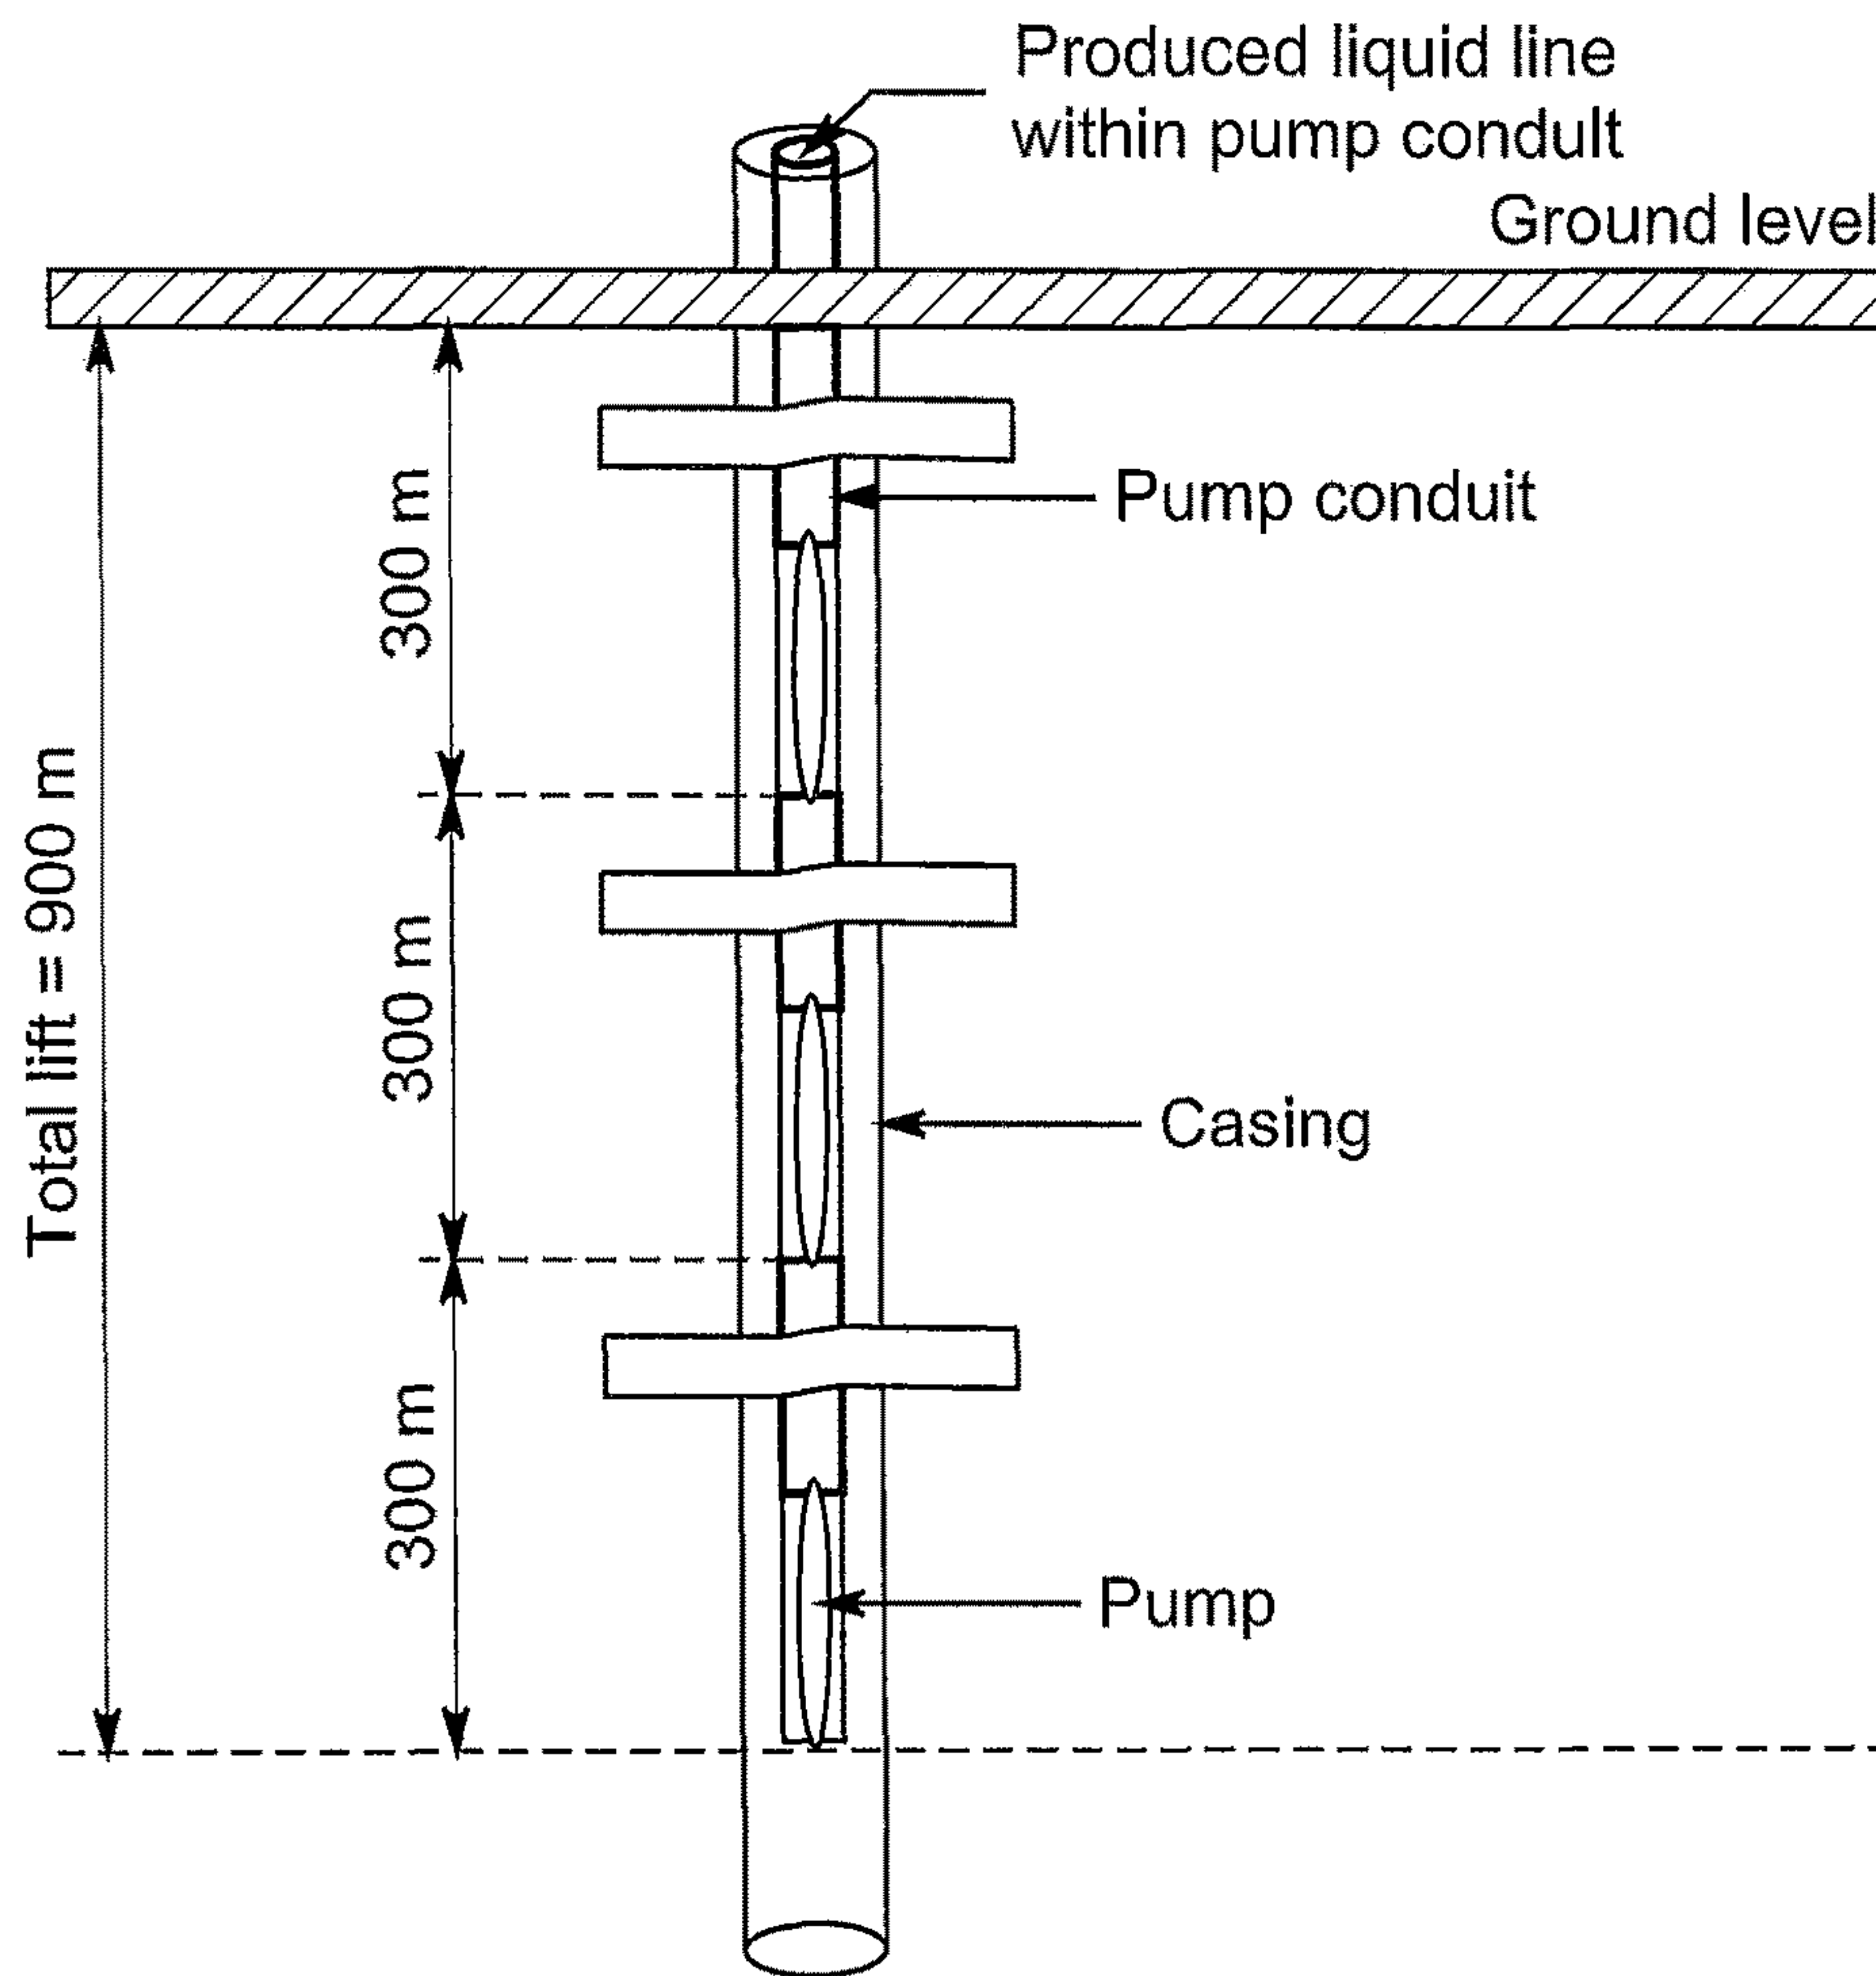 Produced liquid line
within pump condult
Ground level
300 m
Pump conduit
Total lift = 900 m
300 m
Casing
300 m
Pump